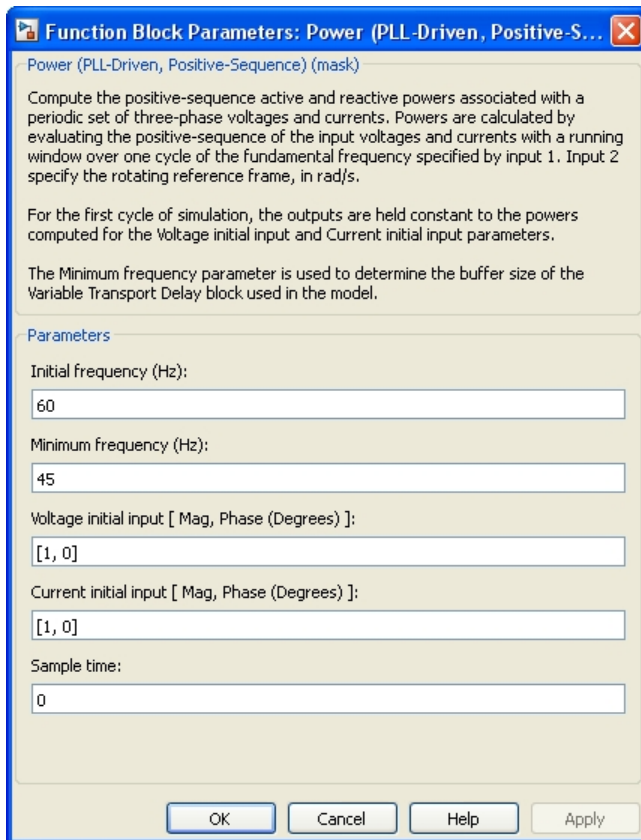 Function Block Parameters: Power (PLL-Driven, Positive-S...
Power (PLL-Driven, Positive-Sequence) (mask)
Compute the positive-sequence active and reactive powers associated with a
periodic set of three-phase voltages and currents. Powers are calculated by
evaluating the positive-sequence of the input voltages and currents with a running
window over one cycle of the fundamental frequency specified by input 1. Input 2
specify the rotating reference frame, in rad/s.
For the first cycle of simulation, the outputs are held constant to the powers
computed for the Voltage initial input and Current initial input parameters.
The Minimum frequency parameter is used to determine the buffer size of the
Variable Transport Delay block used in the model.
Parameters
Initial frequency (Hz):
60
Minimum frequency (Hz):
45
Voltage initial input [ Mag, Phase (Degrees) ]:
[1, 0]
Current initial input [ Mag, Phase (Degrees) ]:
[1, 0]
Sample time:
0
OK Cancel Help Apply